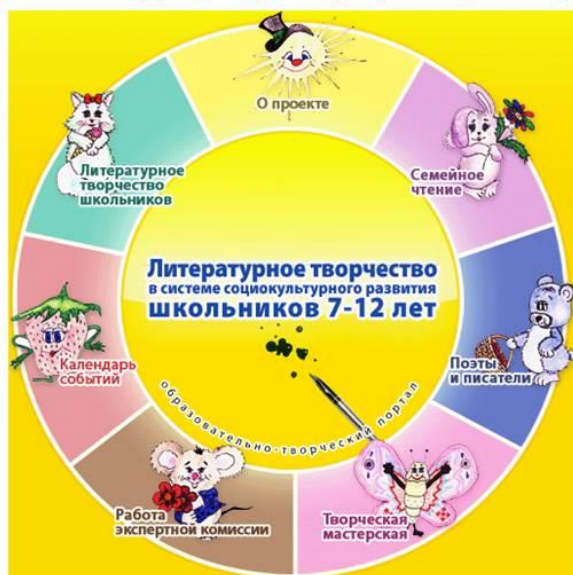 О проекте
Семейное
чтение
Поэты
и писатели
Творческая
мастерская
Работа
экспертной комиссии
Календарь
событий
Литературное
творчество
школьников
Литературное творчество
в системе социокультурного развития
школьников 7-12 лет
образовательно-творческий портал